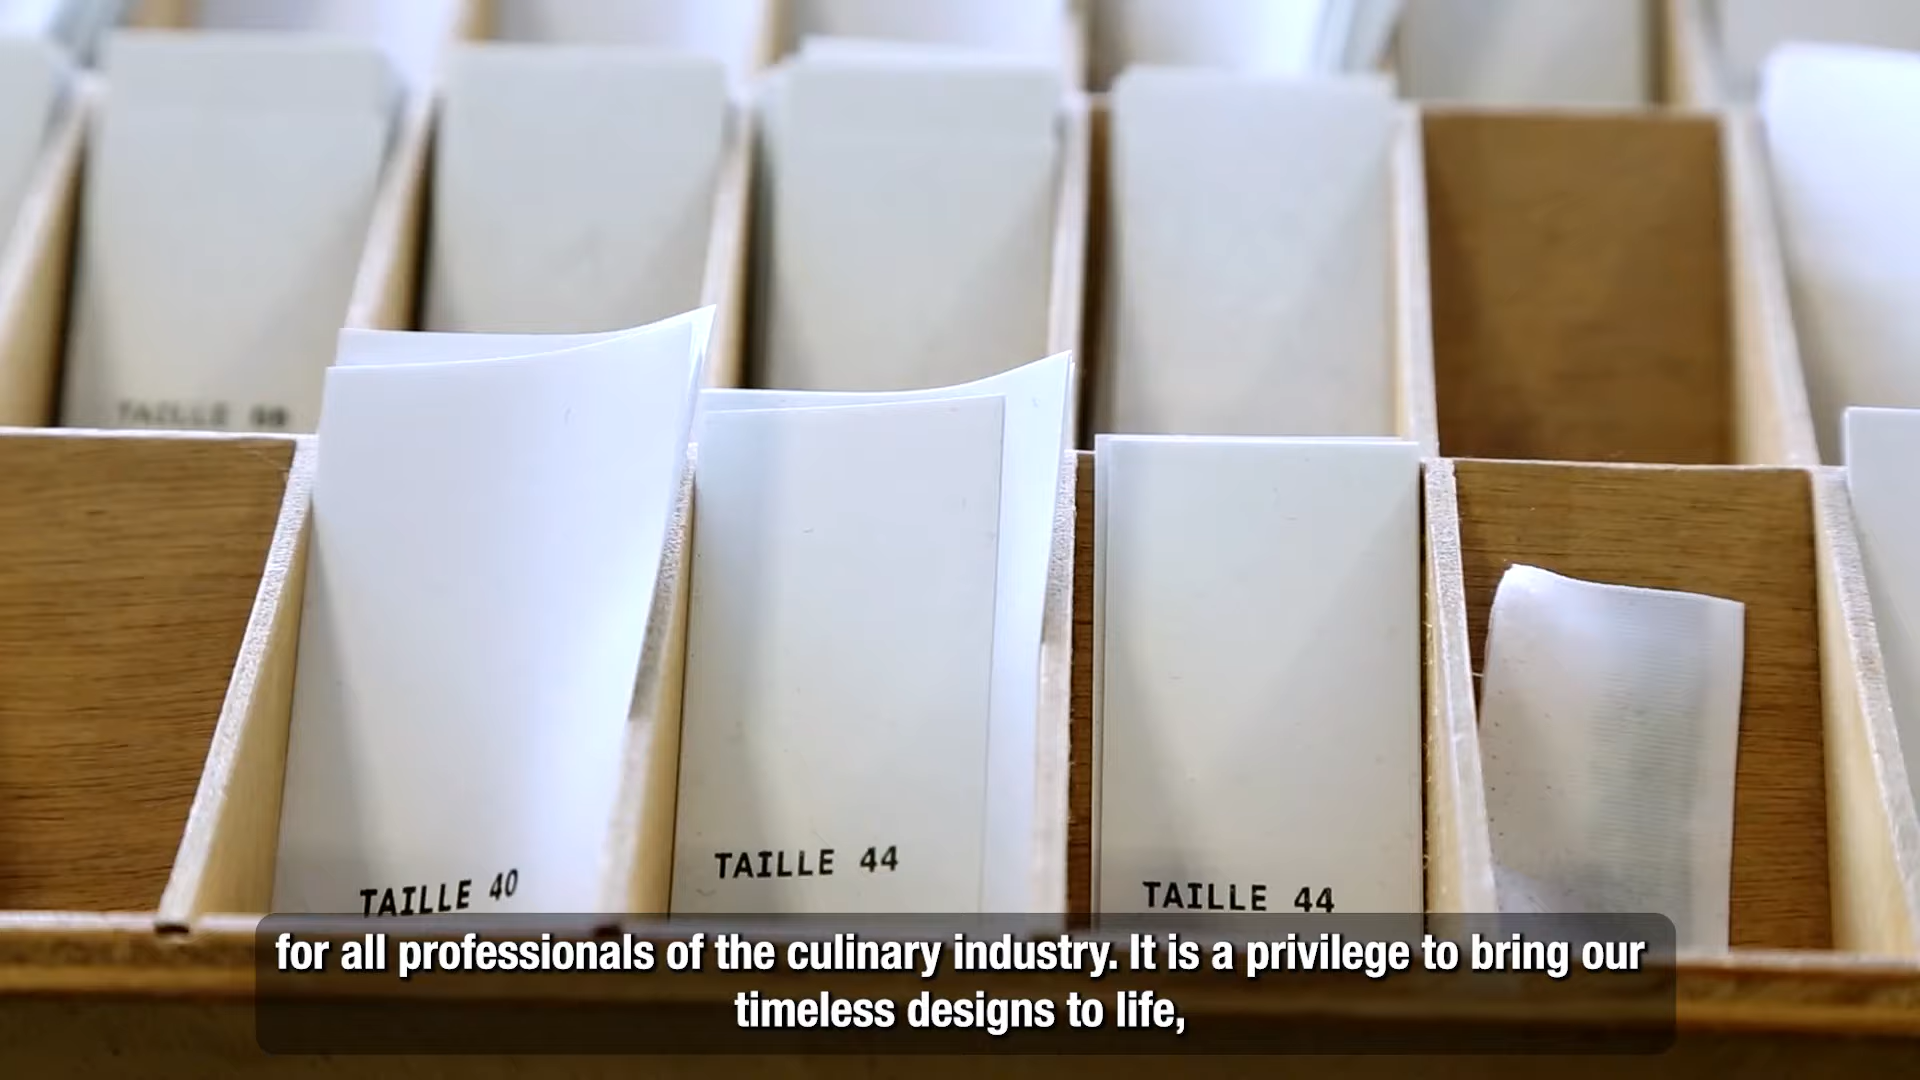 TAILLE
TAILLE 40
TAILLE 44
TAILLE 44
for all professionals of the culinary industry. It is a privilege to bring our
timeless designs to life,